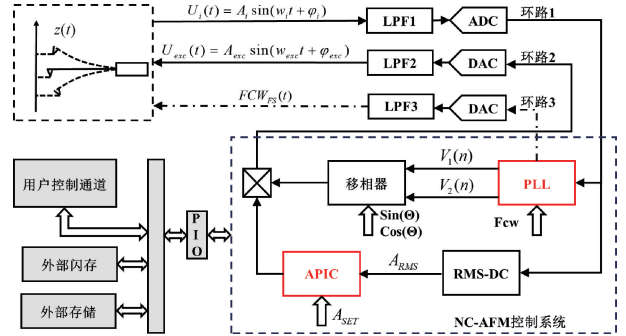 U_i(t) = A_i sin(w_i t + φ_i)
LPF1
ADC
环路1
z(t)
U_exc(t) = A_exc sin(w_exc t + φ_exc)
LPF2
DAC
环路2
FCW_FS(t)
LPF3
DAC
环路3
用户控制通道
PIO
移相器
V_1(n)
V_2(n)
PLL
Sin(Θ)
Cos(Θ)
Fcw
外部闪存
APIC
A_RMS
RMS-DC
外部存储
A_SET
NC-AFM控制系统